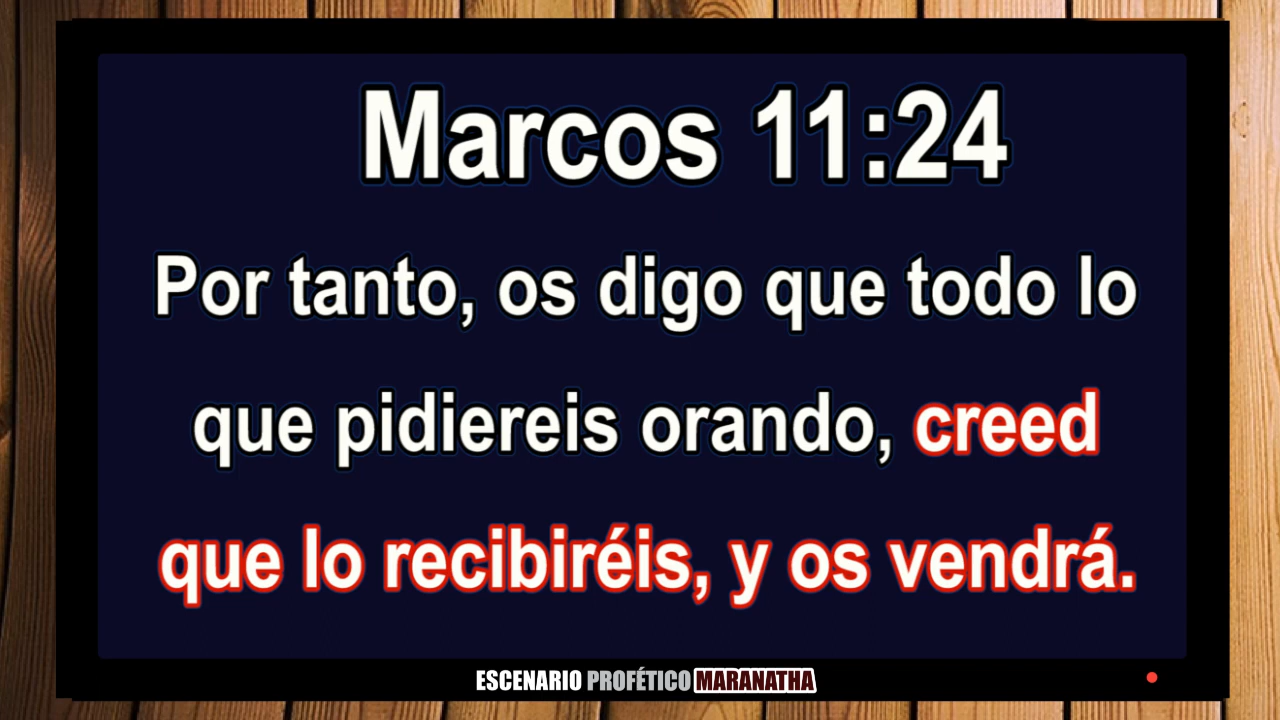 Marcos 11:24
Por tanto, os digo que todo lo
que pidiereis orando, creed
que lo recibiréis, y os vendrá.
ESCENARIO PROFÉTICO MARANATHA